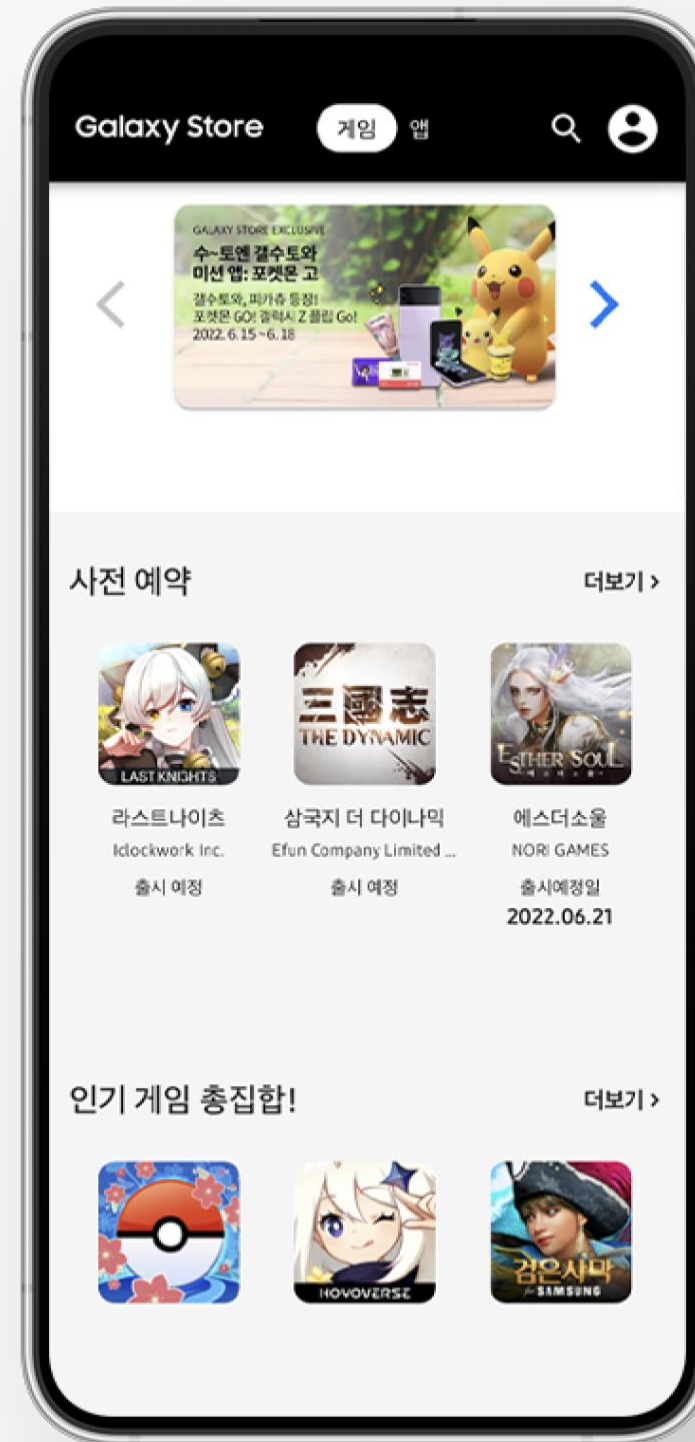 Galaxy Store
게임
앱
GALAXY STORE EXCLUSIVE
수~토엔 갤수토와
미션 앱: 포켓몬 고
갤수토와, 피카츄 등장!
포켓몬 GO! 갤럭시 Z 플립 Go!
2022. 6. 15 ~ 6. 18
사전 예약
더보기 >
LAST KNIGHTS
三國志
THE DYNAMIC
ESTHER SOUL
에스더소울
라스트나이츠
삼국지 더 다이나믹
에스더소울
Iclockwork Inc.
Efun Company Limited ...
NORI GAMES
출시 예정
출시 예정
출시예정일
2022.06.21
인기 게임 총집합!
더보기 >
HOYOVERSE
검은사막
for SAMSUNG